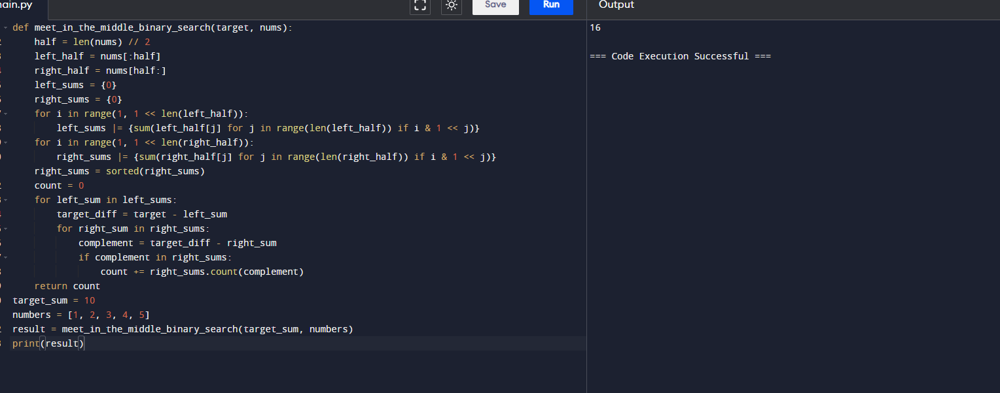 main.py
Save
Run
Output
def meet_in_the_middle_binary_search(target, nums):
    half = len(nums) // 2
    left_half = nums[:half]
    right_half = nums[half:]
    left_sums = {0}
    right_sums = {0}
    for i in range(1, 1 << len(left_half)):
        left_sums |= {sum(left_half[j] for j in range(len(left_half)) if i & 1 << j)}
    for i in range(1, 1 << len(right_half)):
        right_sums |= {sum(right_half[j] for j in range(len(right_half)) if i & 1 << j)}
    right_sums = sorted(right_sums)
    count = 0
    for left_sum in left_sums:
        target_diff = target - left_sum
        for right_sum in right_sums:
            complement = target_diff - right_sum
            if complement in right_sums:
                count += right_sums.count(complement)
    return count
target_sum = 10
numbers = [1, 2, 3, 4, 5]
result = meet_in_the_middle_binary_search(target_sum, numbers)
print(result)
16
=== Code Execution Successful ===